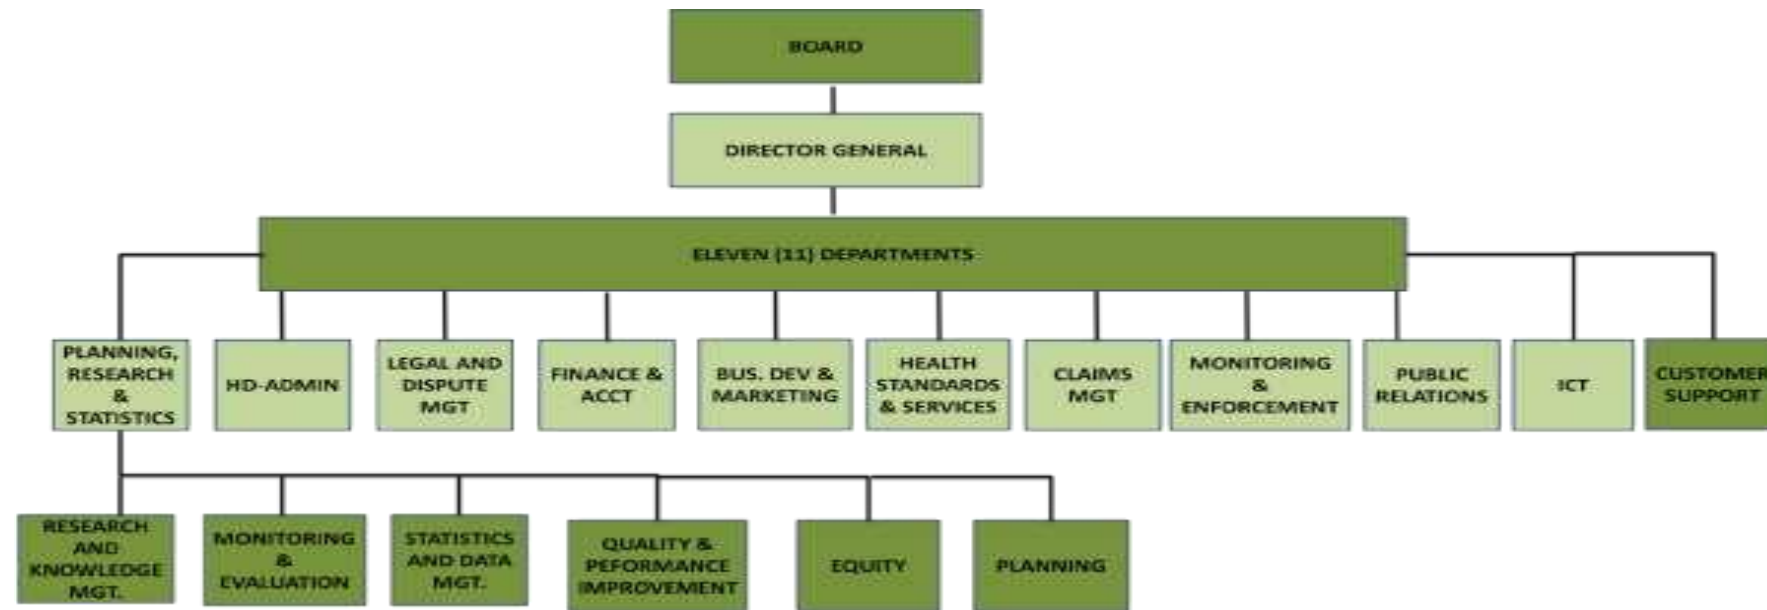 BOARD
DIRECTOR GENERAL
ELEVEN (11) DEPARTMENTS
PLANNING,
RESEARCH
&
STATISTICS
HD-ADMIN
LEGAL AND
DISPUTE
MGT
FINANCE &
ACCT
BUS. DEV &
MARKETING
HEALTH
STANDARDS
& SERVICES
CLAIMS
MGT
MONITORING
&
ENFORCEMENT
PUBLIC
RELATIONS
ICT
CUSTOMER
SUPPORT
RESEARCH
AND
KNOWLEDGE
MGT.
MONITORING
&
EVALUATION
STATISTICS
AND DATA
MGT.
QUALITY &
PEFORMANCE
IMPROVEMENT
EQUITY
PLANNING